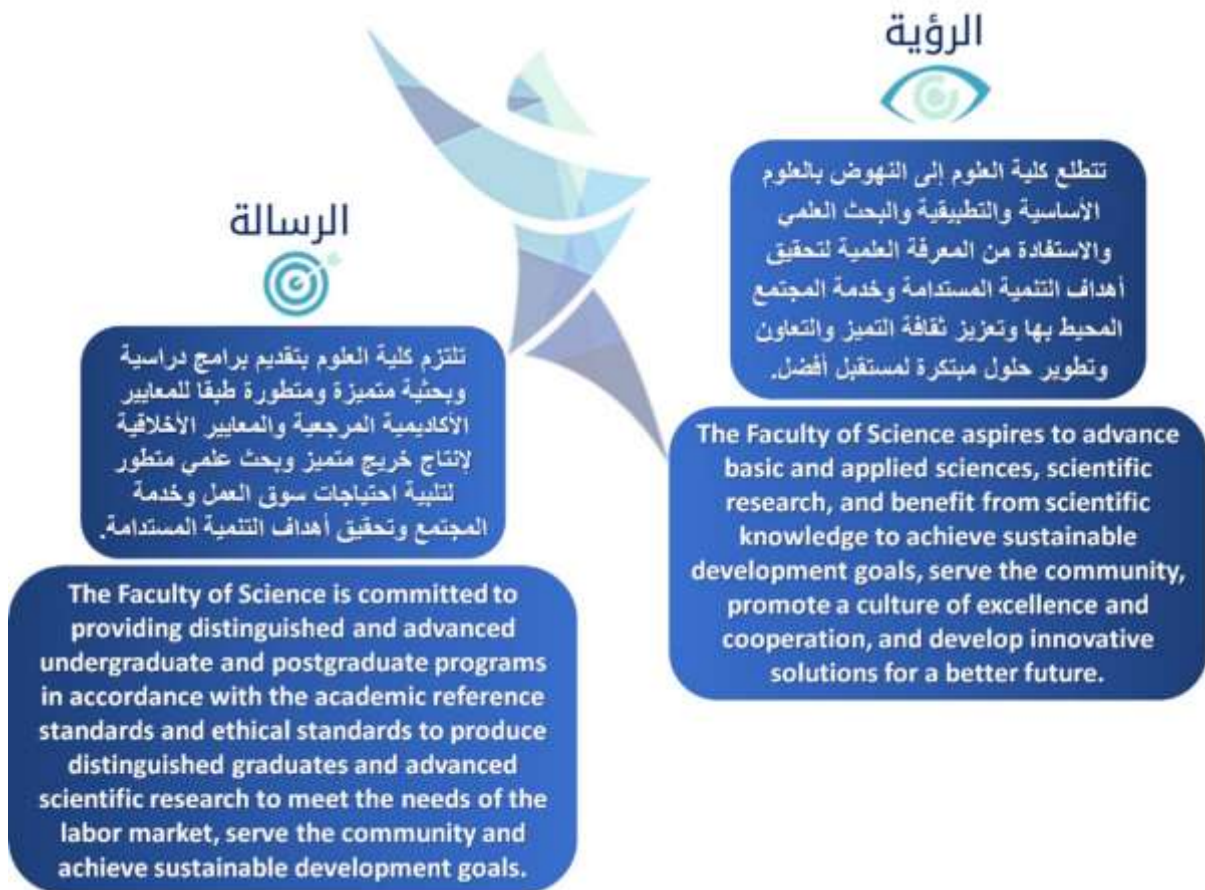 الرؤية
تتطلع كلية العلوم إلى النهوض بالعلوم
الأساسية والتطبيقية والبحث العلمي
والاستفادة من المعرفة العلمية لتحقيق
أهداف التنمية المستدامة وخدمة المجتمع
المحيط بها وتعزيز ثقافة التميز والتعاون
وتطوير حلول مبتكرة لمستقبل أفضل.
The Faculty of Science aspires to advance
basic and applied sciences, scientific
research, and benefit from scientific
knowledge to achieve sustainable
development goals, serve the community,
promote a culture of excellence and
cooperation, and develop innovative
solutions for a better future.
الرسالة
تلتزم كلية العلوم بتقديم برامج دراسية
وبحثية متميزة ومتطورة طبقا للمعايير
الأكاديمية المرجعية والمعايير الأخلاقية
لإنتاج خريج متميز وبحث علمي متطور
لتلبية احتياجات سوق العمل وخدمة
المجتمع وتحقيق أهداف التنمية المستدامة.
The Faculty of Science is committed to
providing distinguished and advanced
undergraduate and postgraduate programs
in accordance with the academic reference
standards and ethical standards to produce
distinguished graduates and advanced
scientific research to meet the needs of the
labor market, serve the community and
achieve sustainable development goals.